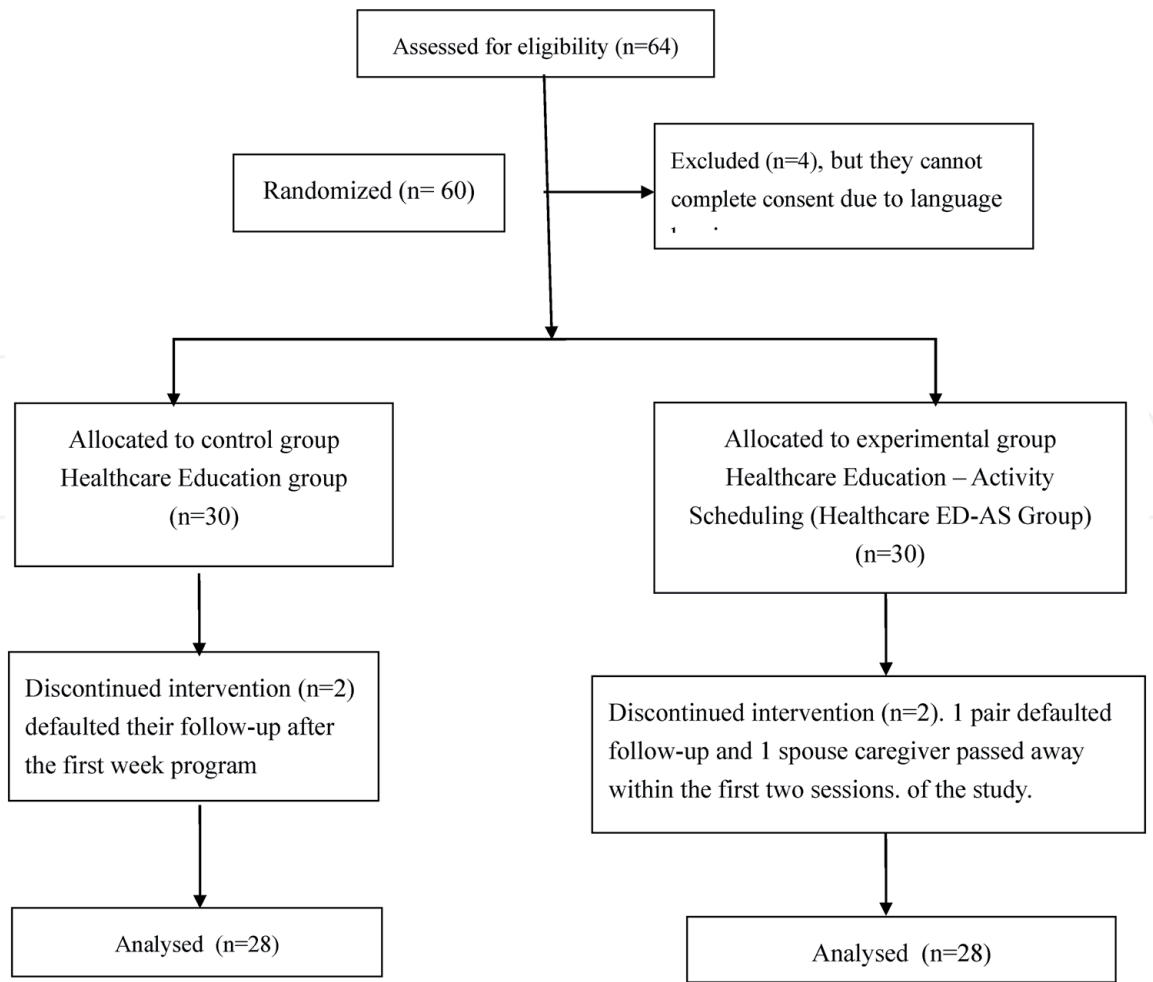 Assessed for eligibility (n=64)
Randomized (n= 60)
Excluded (n=4), but they cannot
complete consent due to language
Allocated to control group
Healthcare Education group
(n=30)
Allocated to experimental group
Healthcare Education – Activity
Scheduling (Healthcare ED-AS Group)
(n=30)
Discontinued intervention (n=2)
defaulted their follow-up after
the first week program
Discontinued intervention (n=2). 1 pair defaulted
follow-up and 1 spouse caregiver passed away
within the first two sessions. of the study.
Analysed (n=28)
Analysed (n=28)